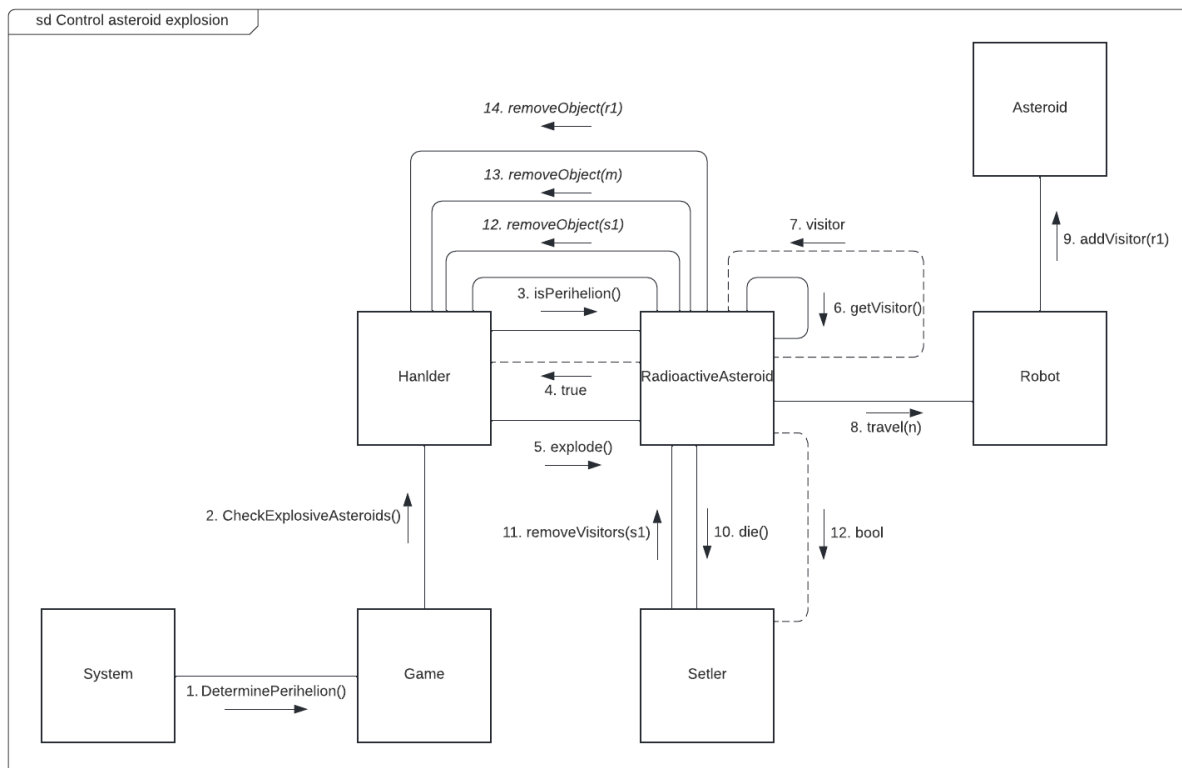 sd Control asteroid explosion
Asteroid
14. removeObject(r1)
13. removeObject(m)
12. removeObject(s1)
7. visitor
9. addVisitor(r1)
3. isPerihelion()
6. getVisitor()
Hanlder
RadioactiveAsteroid
Robot
4. true
8. travel(n)
5. explode()
2. CheckExplosiveAsteroids()
11. removeVisitors(s1)
10. die()
12. bool
System
Game
Setler
1. DeterminePerihelion()